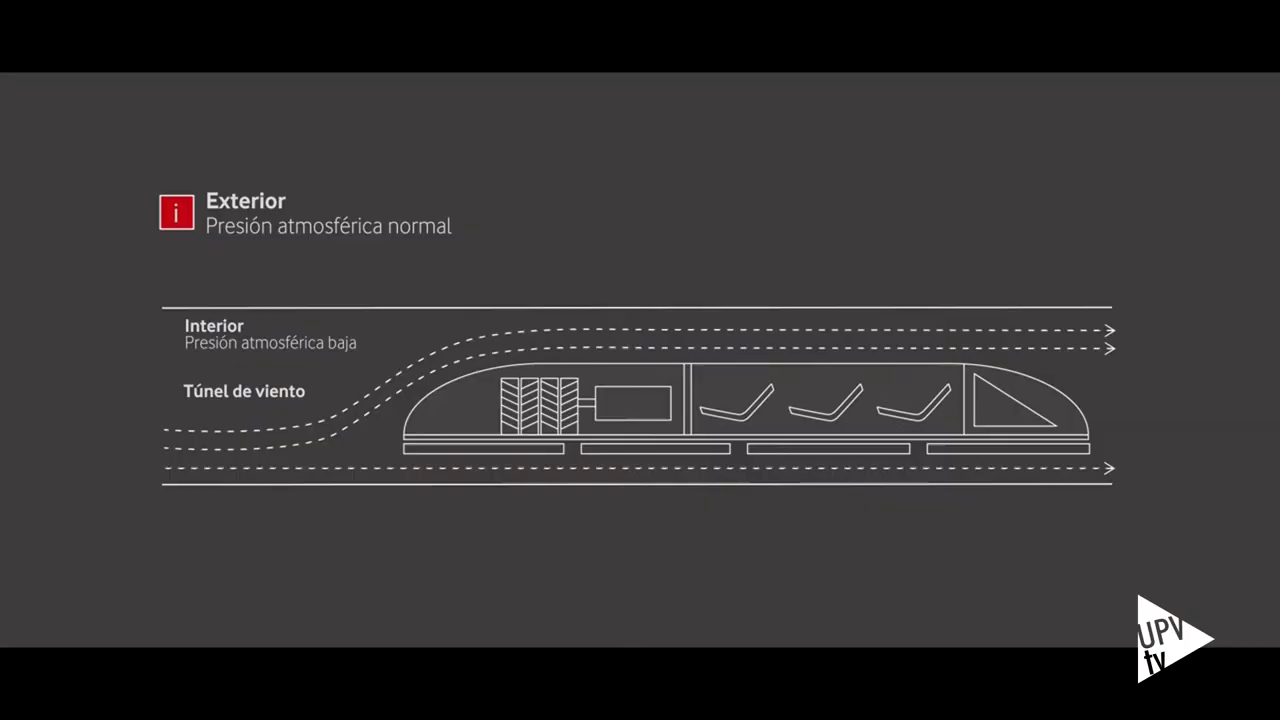 i
Exterior
Presión atmosférica normal
Interior
Presión atmosférica baja
Túnel de viento
UPV
tv